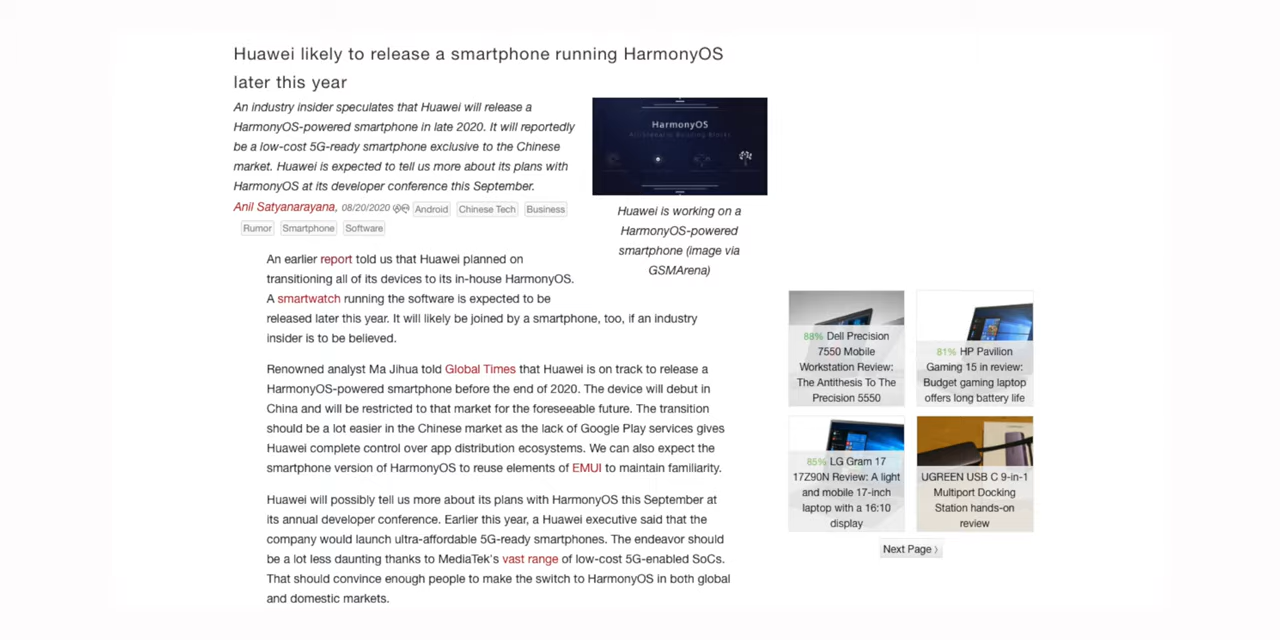 Huawei likely to release a smartphone running HarmonyOS
later this year
An industry insider speculates that Huawei will release a
HarmonyOS-powered smartphone in late 2020. It will reportedly
be a low-cost 5G-ready smartphone exclusive to the Chinese
market. Huawei is expected to tell us more about its plans with
HarmonyOS at its developer conference this September.
Anil Satyanarayana, 08/20/2020 Android Chinese Tech Business
Rumor Smartphone Software
HarmonyOS
Huawei is working on a
HarmonyOS-powered
smartphone (image via
GSMArena)
An earlier report told us that Huawei planned on
transitioning all of its devices to its in-house HarmonyOS.
A smartwatch running the software is expected to be
released later this year. It will likely be joined by a smartphone, too, if an industry
insider is to be believed.
Renowned analyst Ma Jihua told Global Times that Huawei is on track to release a
HarmonyOS-powered smartphone before the end of 2020. The device will debut in
China and will be restricted to that market for the foreseeable future. The transition
should be a lot easier in the Chinese market as the lack of Google Play services gives
Huawei complete control over app distribution ecosystems. We can also expect the
smartphone version of HarmonyOS to reuse elements of EMUI to maintain familiarity.
Huawei will possibly tell us more about its plans with HarmonyOS this September at
its annual developer conference. Earlier this year, a Huawei executive said that the
company would launch ultra-affordable 5G-ready smartphones. The endeavor should
be a lot less daunting thanks to MediaTek's vast range of low-cost 5G-enabled SoCs.
That should convince enough people to make the switch to HarmonyOS in both global
and domestic markets.
88% Dell Precision
7550 Mobile
Workstation Review:
The Antithesis To The
Precision 5550
81% HP Pavilion
Gaming 15 in review:
Budget gaming laptop
offers long battery life
85% LG Gram 17
17Z90N Review: A light
and mobile 17-inch
laptop with a 16:10
display
UGREEN USB C 9-in-1
Multiport Docking
Station hands-on
review
Next Page ⟩